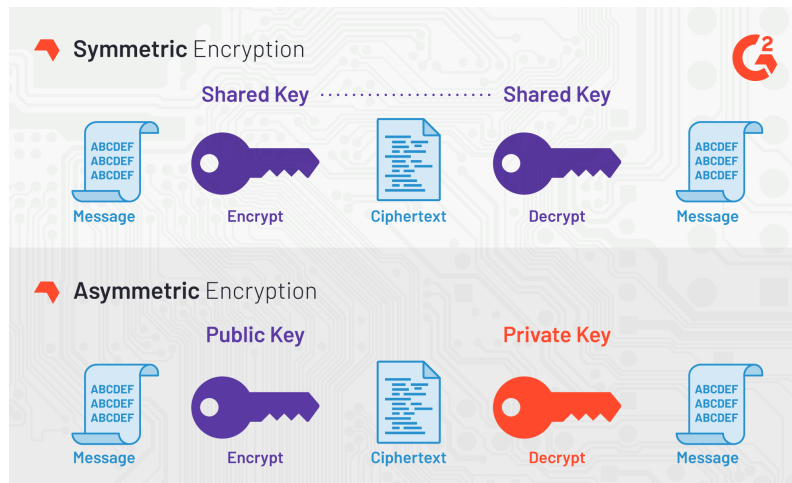 Symmetric Encryption
G2
Shared Key Shared Key
ABCDEF
ABCDEF
ABCDEF
ABCDEF
ABCDEF
ABCDEF
Message Encrypt Ciphertext Decrypt Message
Asymmetric Encryption
Public Key Private Key
ABCDEF
ABCDEF
ABCDEF
ABCDEF
ABCDEF
ABCDEF
Message Encrypt Ciphertext Decrypt Message